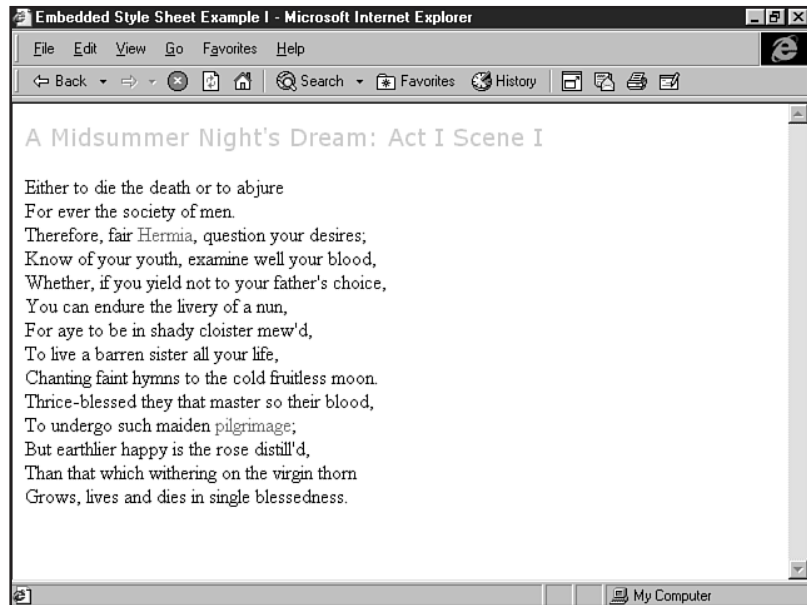 Embedded Style Sheet Example I - Microsoft Internet Explorer
File Edit View Go Favorites Help
Back Search Favorites History
A Midsummer Night's Dream: Act I Scene I
Either to die the death or to abjure
For ever the society of men.
Therefore, fair Hermia, question your desires;
Know of your youth, examine well your blood,
Whether, if you yield not to your father's choice,
You can endure the livery of a nun,
For aye to be in shady cloister mew'd,
To live a barren sister all your life,
Chanting faint hymns to the cold fruitless moon.
Thrice-blessed they that master so their blood,
To undergo such maiden pilgrimage;
But earthlier happy is the rose distill'd,
Than that which withering on the virgin thorn
Grows, lives and dies in single blessedness.
My Computer